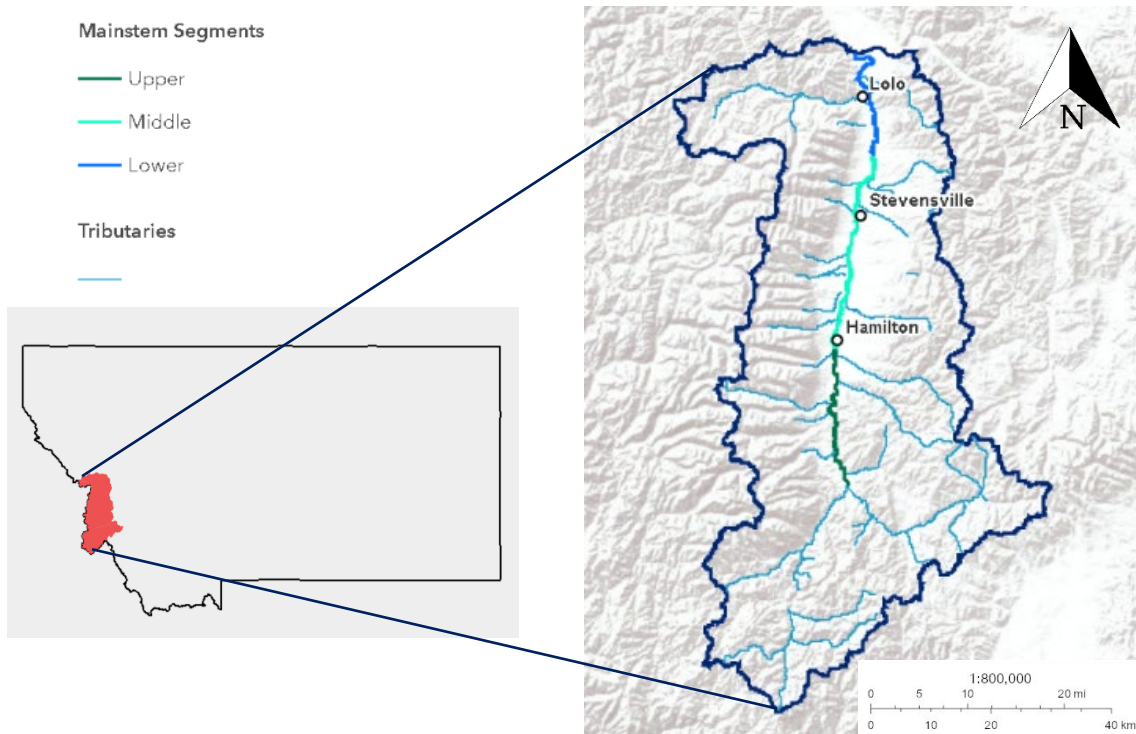 Mainstem Segments
Upper
Middle
Lower
Tributaries
Lolo
Stevensville
Hamilton
N
1:800,000
0 5 10 20 mi
0 10 20 40 km